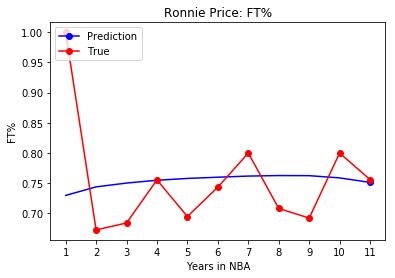 Ronnie Price: FT%
Prediction
True
FT%
1.00
0.95
0.90
0.85
0.80
0.75
0.70
1 2 3 4 5 6 7 8 9 10 11
Years in NBA